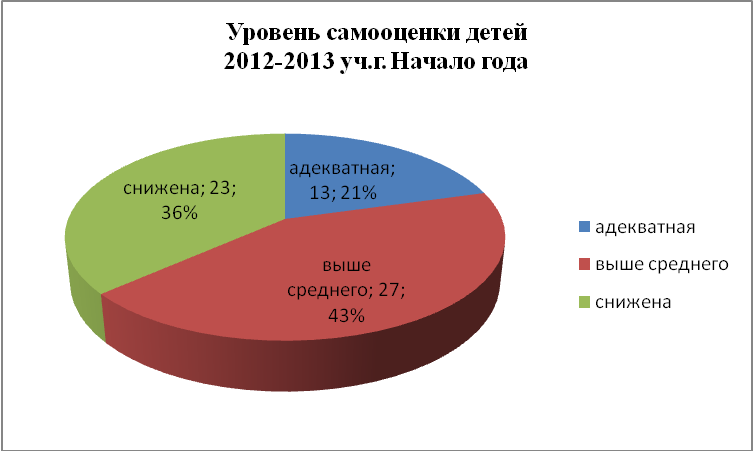 Уровень самооценки детей
2012-2013 уч.г. Начало года
адекватная;
13; 21%
снижена; 23;
36%
выше
среднего; 27;
43%
адекватная
выше среднего
снижена